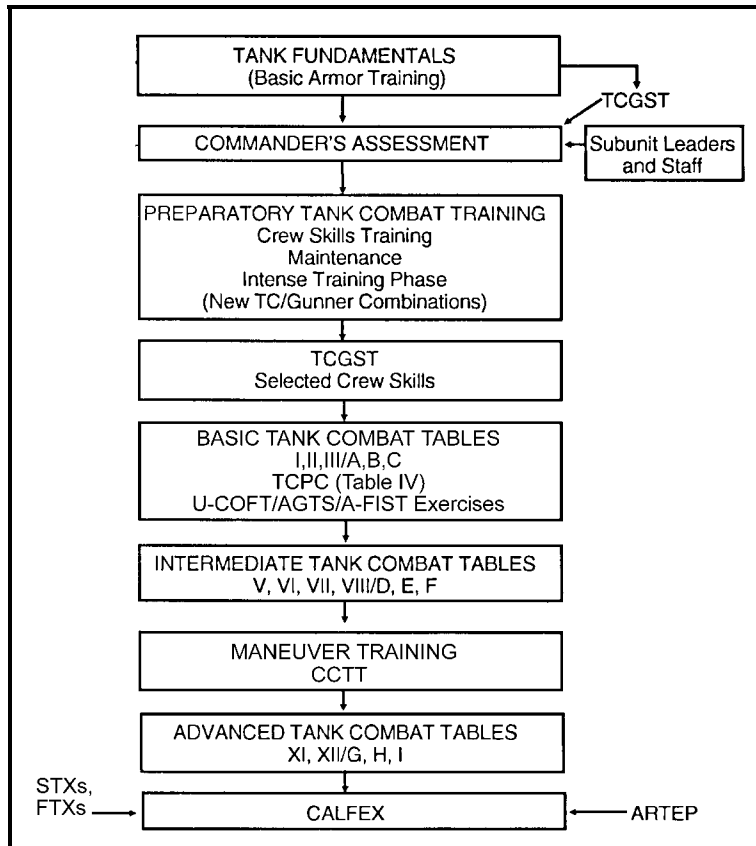 TANK FUNDAMENTALS
(Basic Armor Training)
TCGST
COMMANDER'S ASSESSMENT
Subunit Leaders
and Staff
PREPARATORY TANK COMBAT TRAINING
Crew Skills Training
Maintenance
Intense Training Phase
(New TC/Gunner Combinations)
TCGST
Selected Crew Skills
BASIC TANK COMBAT TABLES
I,II,III/A,B,C
TCPC (Table IV)
U-COFT/AGTS/A-FIST Exercises
INTERMEDIATE TANK COMBAT TABLES
V, VI, VII, VIII/D, E, F
MANEUVER TRAINING
CCTT
ADVANCED TANK COMBAT TABLES
XI, XII/G, H, I
STXs,
FTXs
CALFEX
ARTEP